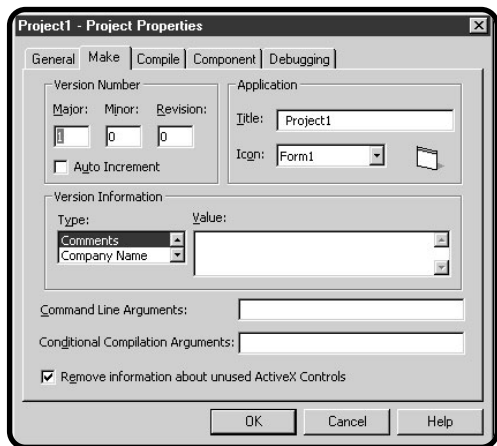 Project1 - Project Properties
General Make Compile Component Debugging
Version Number
Major: Minor: Revision:
1 0 0
Auto Increment
Application
Title: Project1
Icon: Form1
Version Information
Type: Value:
Comments
Company Name
Command Line Arguments:
Conditional Compilation Arguments:
Remove information about unused ActiveX Controls
OK Cancel Help